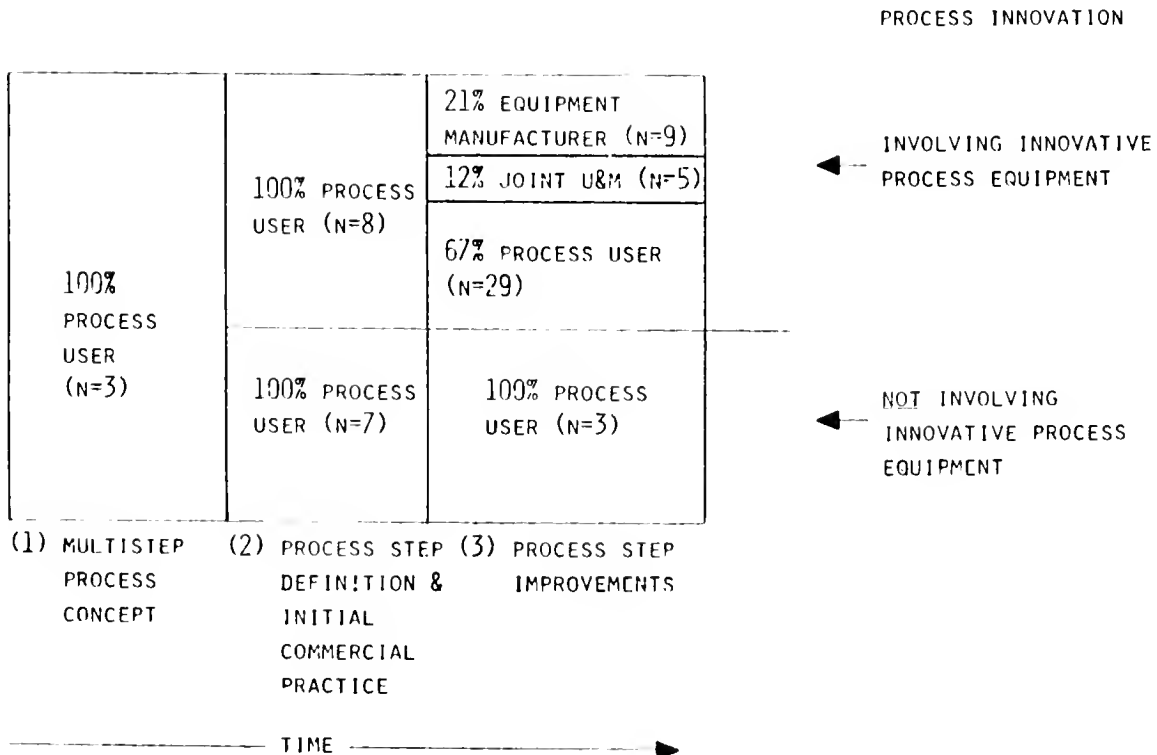 PROCESS INNOVATION
21% EQUIPMENT
MANUFACTURER (N=9)
12% JOINT U&M (N=5)
67% PROCESS USER
(N=29)
100% PROCESS
USER (N=8)
100%
PROCESS
USER
(N=3)
100% PROCESS
USER (N=7)
100% PROCESS
USER (N=3)
INVOLVING INNOVATIVE
PROCESS EQUIPMENT
NOT INVOLVING
INNOVATIVE PROCESS
EQUIPMENT
(1) MULTISTEP
PROCESS
CONCEPT
(2) PROCESS STEP
DEFINITION &
INITIAL
COMMERCIAL
PRACTICE
(3) PROCESS STEP
IMPROVEMENTS
TIME